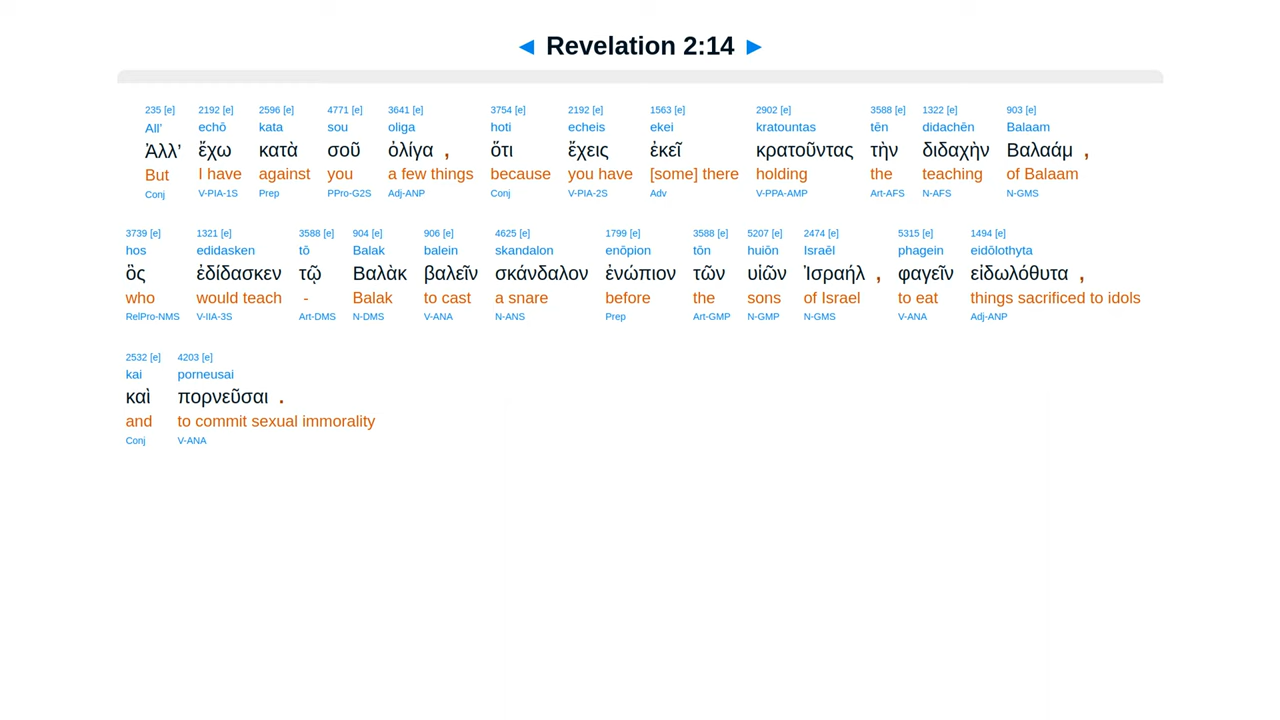 ◄ Revelation 2:14 ►
235 [e] 2192 [e] 2596 [e] 4771 [e] 3641 [e] 3754 [e] 2192 [e] 1563 [e] 2902 [e] 3588 [e] 1322 [e] 903 [e]
All’ echō kata sou oliga hoti echeis ekei kratountas tēn didachēn Balaam
Ἀλλ’ ἔχω κατὰ σοῦ ὀλίγα , ὅτι ἔχεις ἐκεῖ κρατοῦντας τὴν διδαχὴν Βαλαάμ ,
But I have against you a few things because you have [some] there holding the teaching of Balaam
Conj V-PIA-1S Prep PPro-G2S Adj-ANP Conj V-PIA-2S Adv V-PPA-AMP Art-AFS N-AFS N-GMS
3739 [e] 1321 [e] 3588 [e] 904 [e] 906 [e] 4625 [e] 1799 [e] 3588 [e] 5207 [e] 2474 [e] 5315 [e] 1494 [e]
hos edidasken tō Balak balein skandalon enōpion tōn huiōn Israēl phagein eidōlothyta
ὃς ἐδίδασκεν τῷ Βαλὰκ βαλεῖν σκάνδαλον ἐνώπιον τῶν υἱῶν Ἰσραήλ , φαγεῖν εἰδωλόθυτα ,
who would teach - Balak to cast a snare before the sons of Israel to eat things sacrificed to idols
RelPro-NMS V-IIA-3S Art-DMS N-DMS V-ANA N-ANS Prep Art-GMP N-GMP N-GMS V-ANA Adj-ANP
2532 [e] 4203 [e]
kai porneusai
καὶ πορνεῦσαι .
and to commit sexual immorality
Conj V-ANA